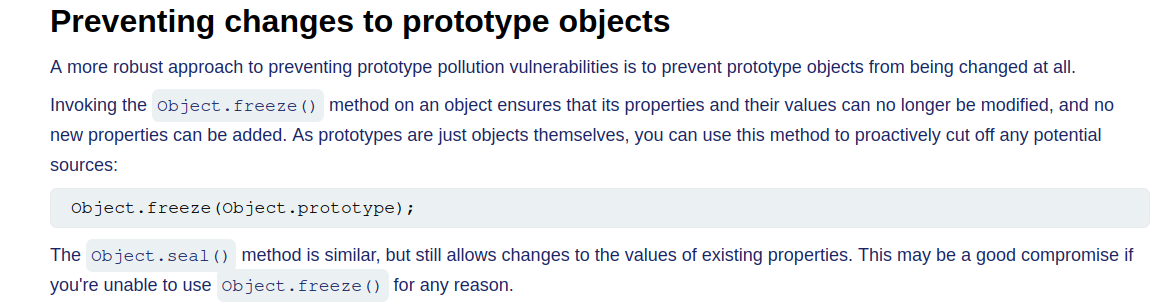 Preventing changes to prototype objects
A more robust approach to preventing prototype pollution vulnerabilities is to prevent prototype objects from being changed at all.
Invoking the Object.freeze() method on an object ensures that its properties and their values can no longer be modified, and no
new properties can be added. As prototypes are just objects themselves, you can use this method to proactively cut off any potential
sources:
Object.freeze(Object.prototype);
The Object.seal() method is similar, but still allows changes to the values of existing properties. This may be a good compromise if
you're unable to use Object.freeze() for any reason.